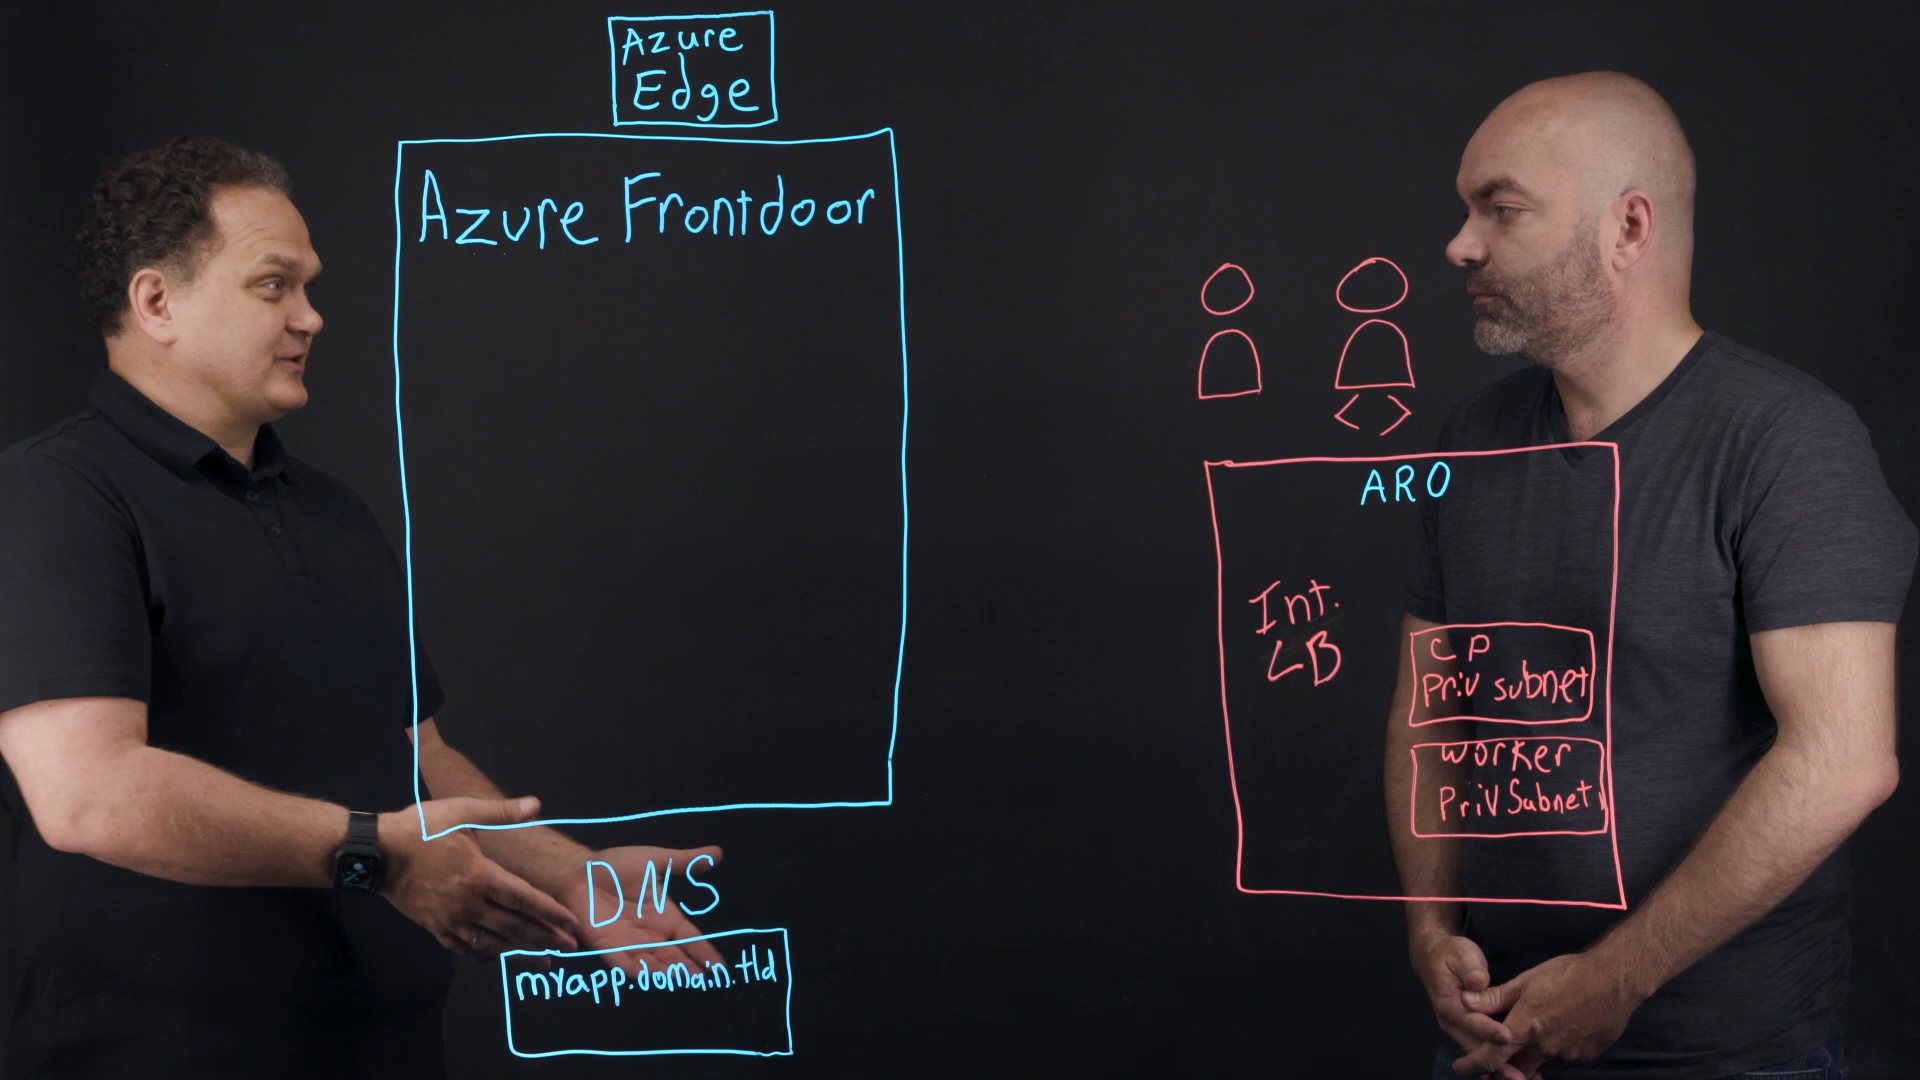 Azure
Edge
Azure Frontdoor
DNS
myapp.domain.tld
< >
ARO
Int.
LB
CP
Priv subnet
Worker
Priv Subnet